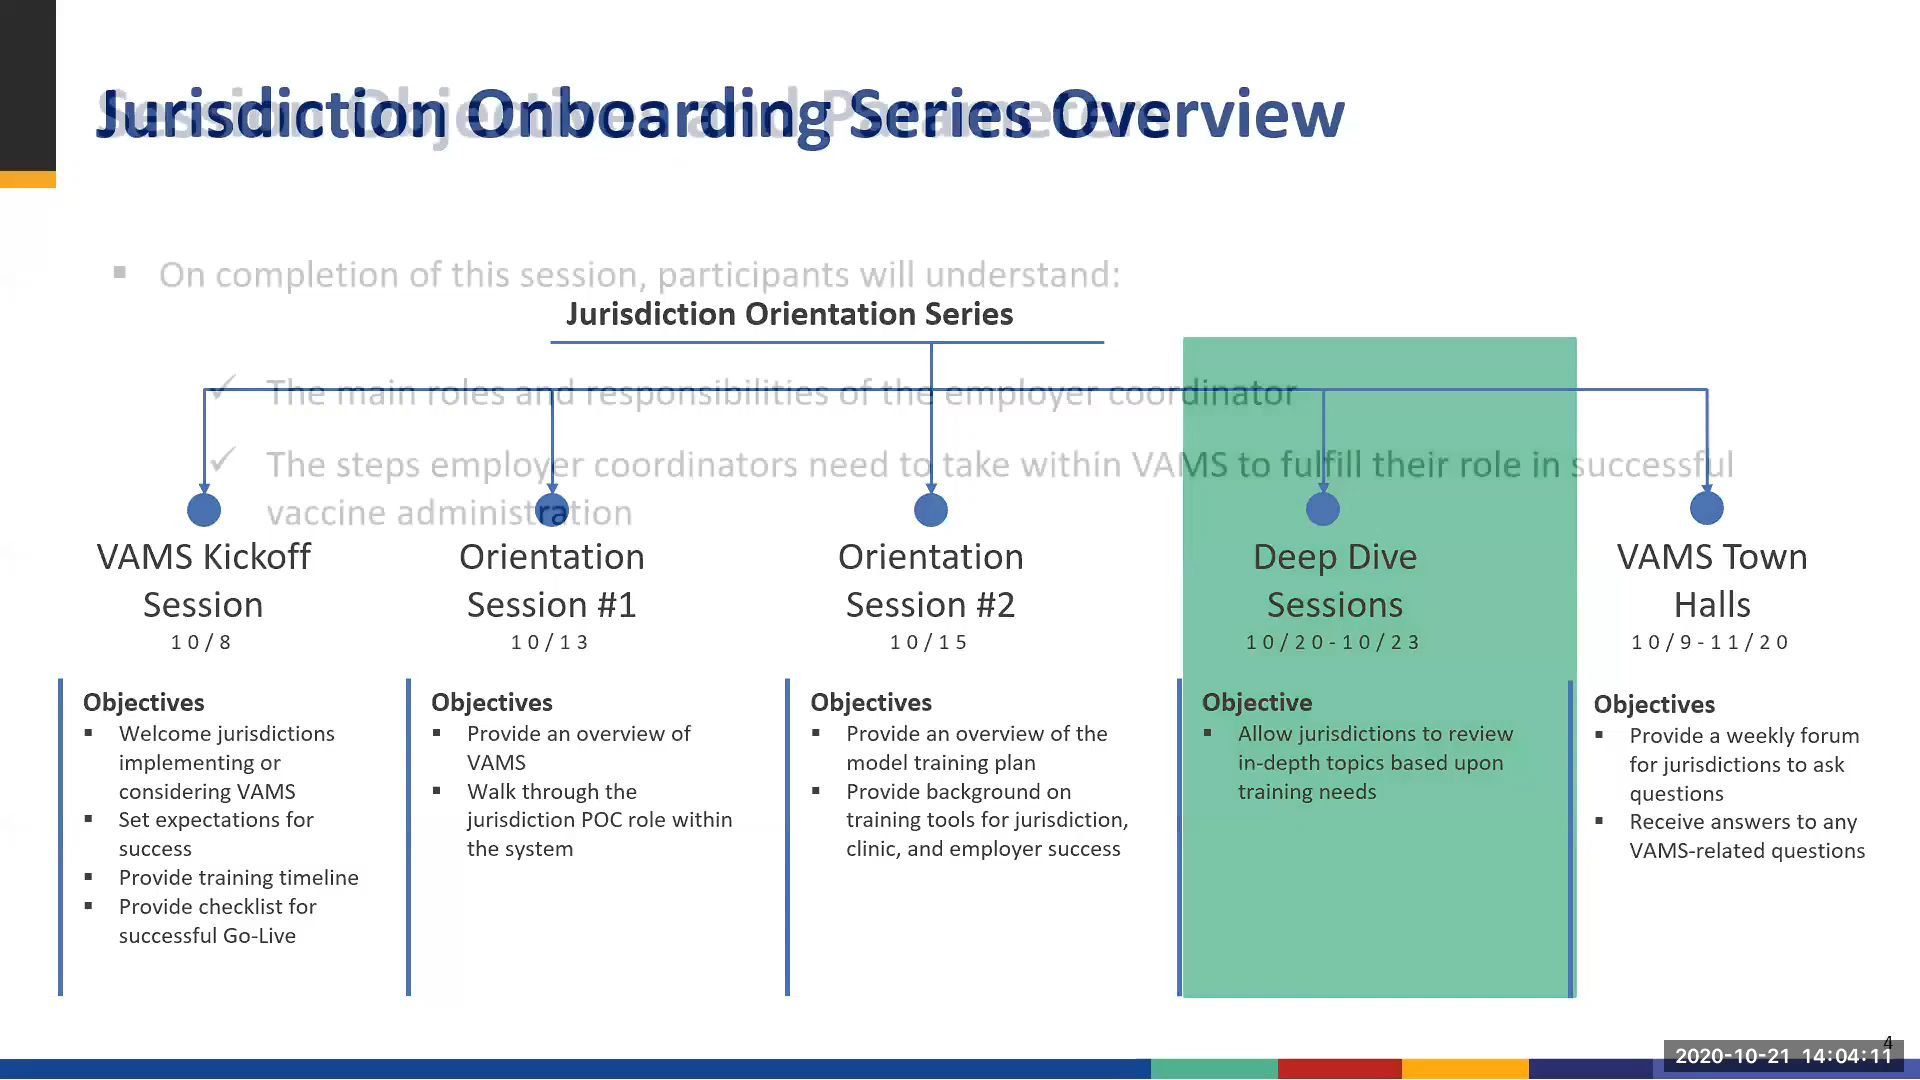 Jurisdiction Onboarding Series Overview
Session Objectives and Parameters
On completion of this session, participants will understand:
Jurisdiction Orientation Series
The main roles and responsibilities of the employer coordinator
The steps employer coordinators need to take within VAMS to fulfill their role in successful
vaccine administration
VAMS Kickoff
Session
10/8
Objectives
Welcome jurisdictions
implementing or
considering VAMS
Set expectations for
success
Provide training timeline
Provide checklist for
successful Go-Live
Orientation
Session #1
10/13
Objectives
Provide an overview of
VAMS
Walk through the
jurisdiction POC role within
the system
Orientation
Session #2
10/15
Objectives
Provide an overview of the
model training plan
Provide background on
training tools for jurisdiction,
clinic, and employer success
Deep Dive
Sessions
10/20-10/23
Objective
Allow jurisdictions to review
in-depth topics based upon
training needs
VAMS Town
Halls
10/9-11/20
Objectives
Provide a weekly forum
for jurisdictions to ask
questions
Receive answers to any
VAMS-related questions
4
2020-10-21 14:04:11